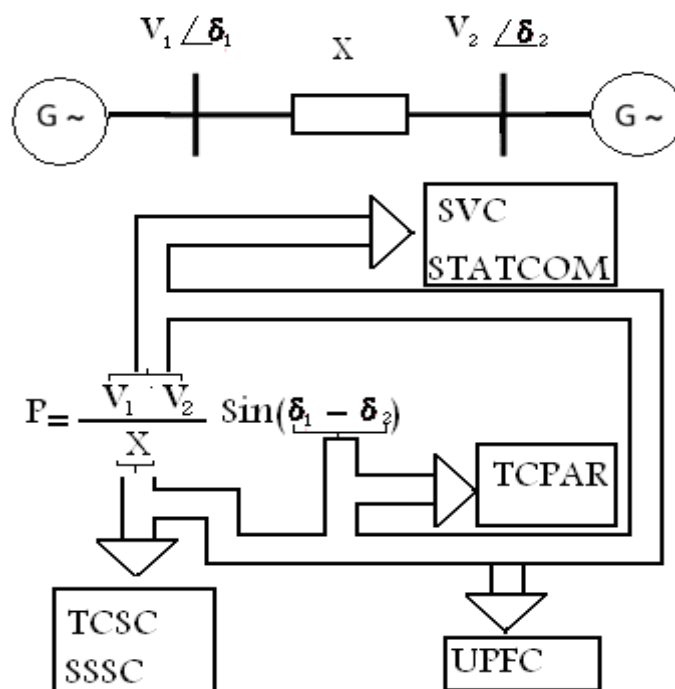 V₁ ∠δ₁ X V₂ ∠δ₂
G ~ G ~
SVC
STATCOM
V₁ V₂
P= Sin(δ₁ − δ₂)
X
TCPAR
TCSC
SSSC
UPFC